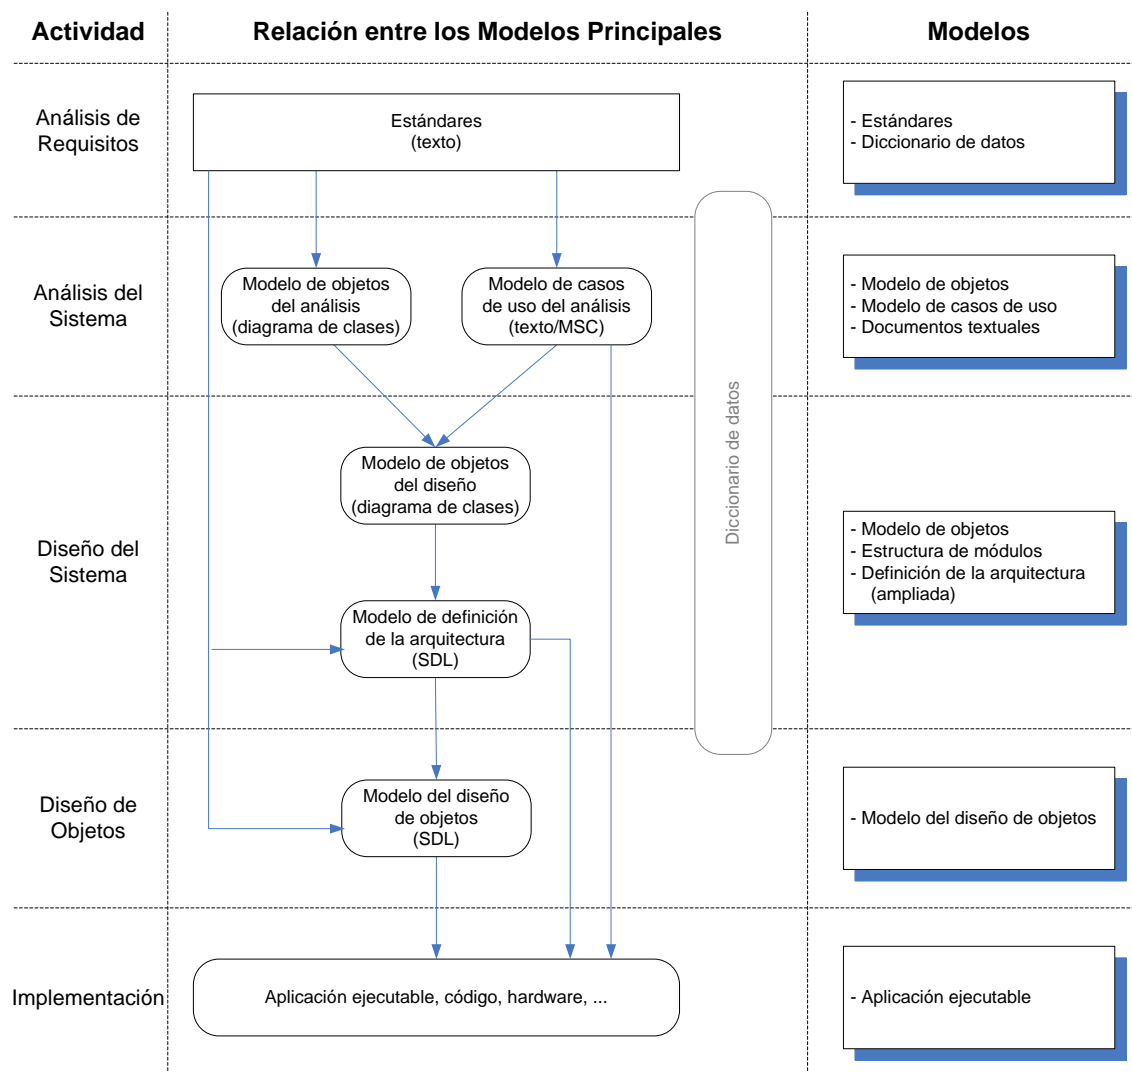 Actividad
Relación entre los Modelos Principales
Modelos
Análisis de
Requisitos
Estándares
(texto)
- Estándares
- Diccionario de datos
Análisis del
Sistema
Modelo de objetos
del análisis
(diagrama de clases)
Modelo de casos
de uso del análisis
(texto/MSC)
- Modelo de objetos
- Modelo de casos de uso
- Documentos textuales
Diccionario de datos
Diseño del
Sistema
Modelo de objetos
del diseño
(diagrama de clases)
Modelo de definición
de la arquitectura
(SDL)
- Modelo de objetos
- Estructura de módulos
- Definición de la arquitectura
(ampliada)
Diseño de
Objetos
Modelo del diseño
de objetos
(SDL)
- Modelo del diseño de objetos
Implementación
Aplicación ejecutable, código, hardware, ...
- Aplicación ejecutable